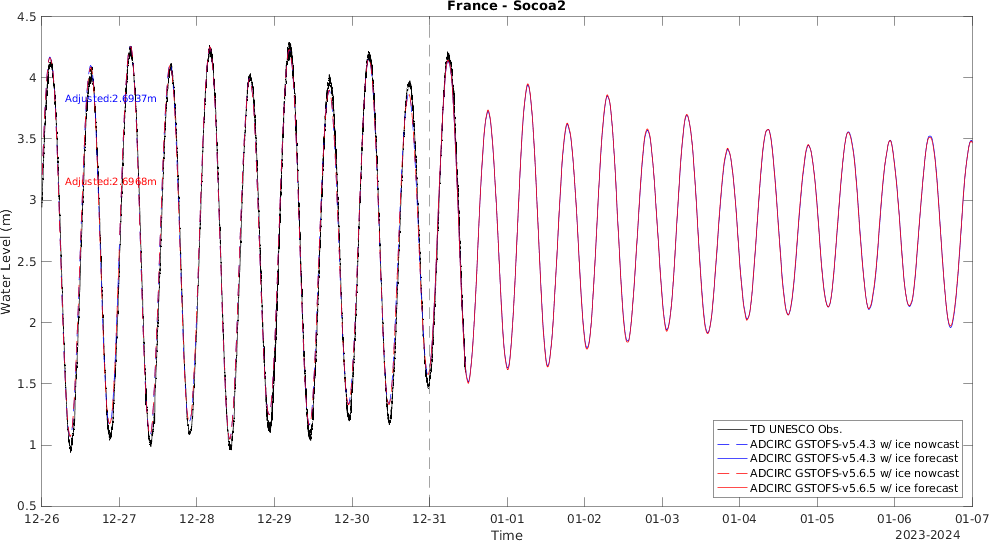 France - Socoa2
4.5
4
3.5
3
2.5
2
1.5
1
0.5
Water Level (m)
Adjusted:2.6937m
Adjusted:2.6968m
TD UNESCO Obs.
ADCIRC GSTOFS-v5.4.3 w/ ice nowcast
ADCIRC GSTOFS-v5.4.3 w/ ice forecast
ADCIRC GSTOFS-v5.6.5 w/ ice nowcast
ADCIRC GSTOFS-v5.6.5 w/ ice forecast
12-26 12-27 12-28 12-29 12-30 12-31 01-01 01-02 01-03 01-04 01-05 01-06 01-07
Time
2023-2024